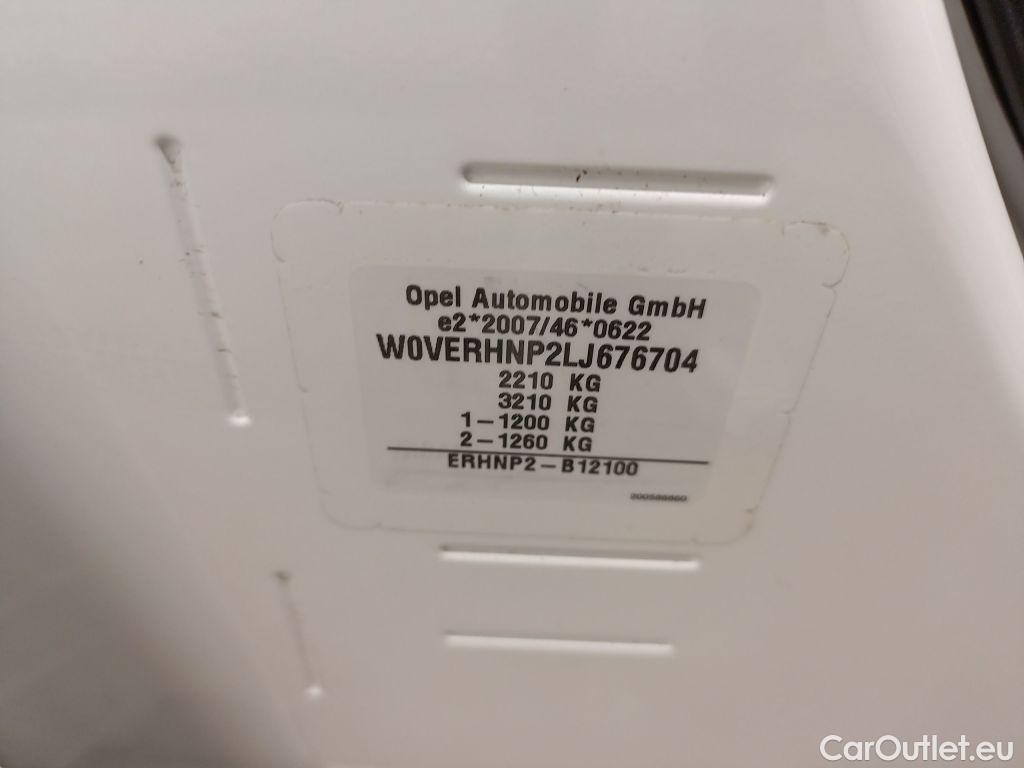 Opel Automobile GmbH
e2*2007/46*0622
W0VERHNP2LJ676704
2210 KG
3210 KG
1-1200 KG
2-1260 KG
ERHNP2-B12100
CarOutlet.eu